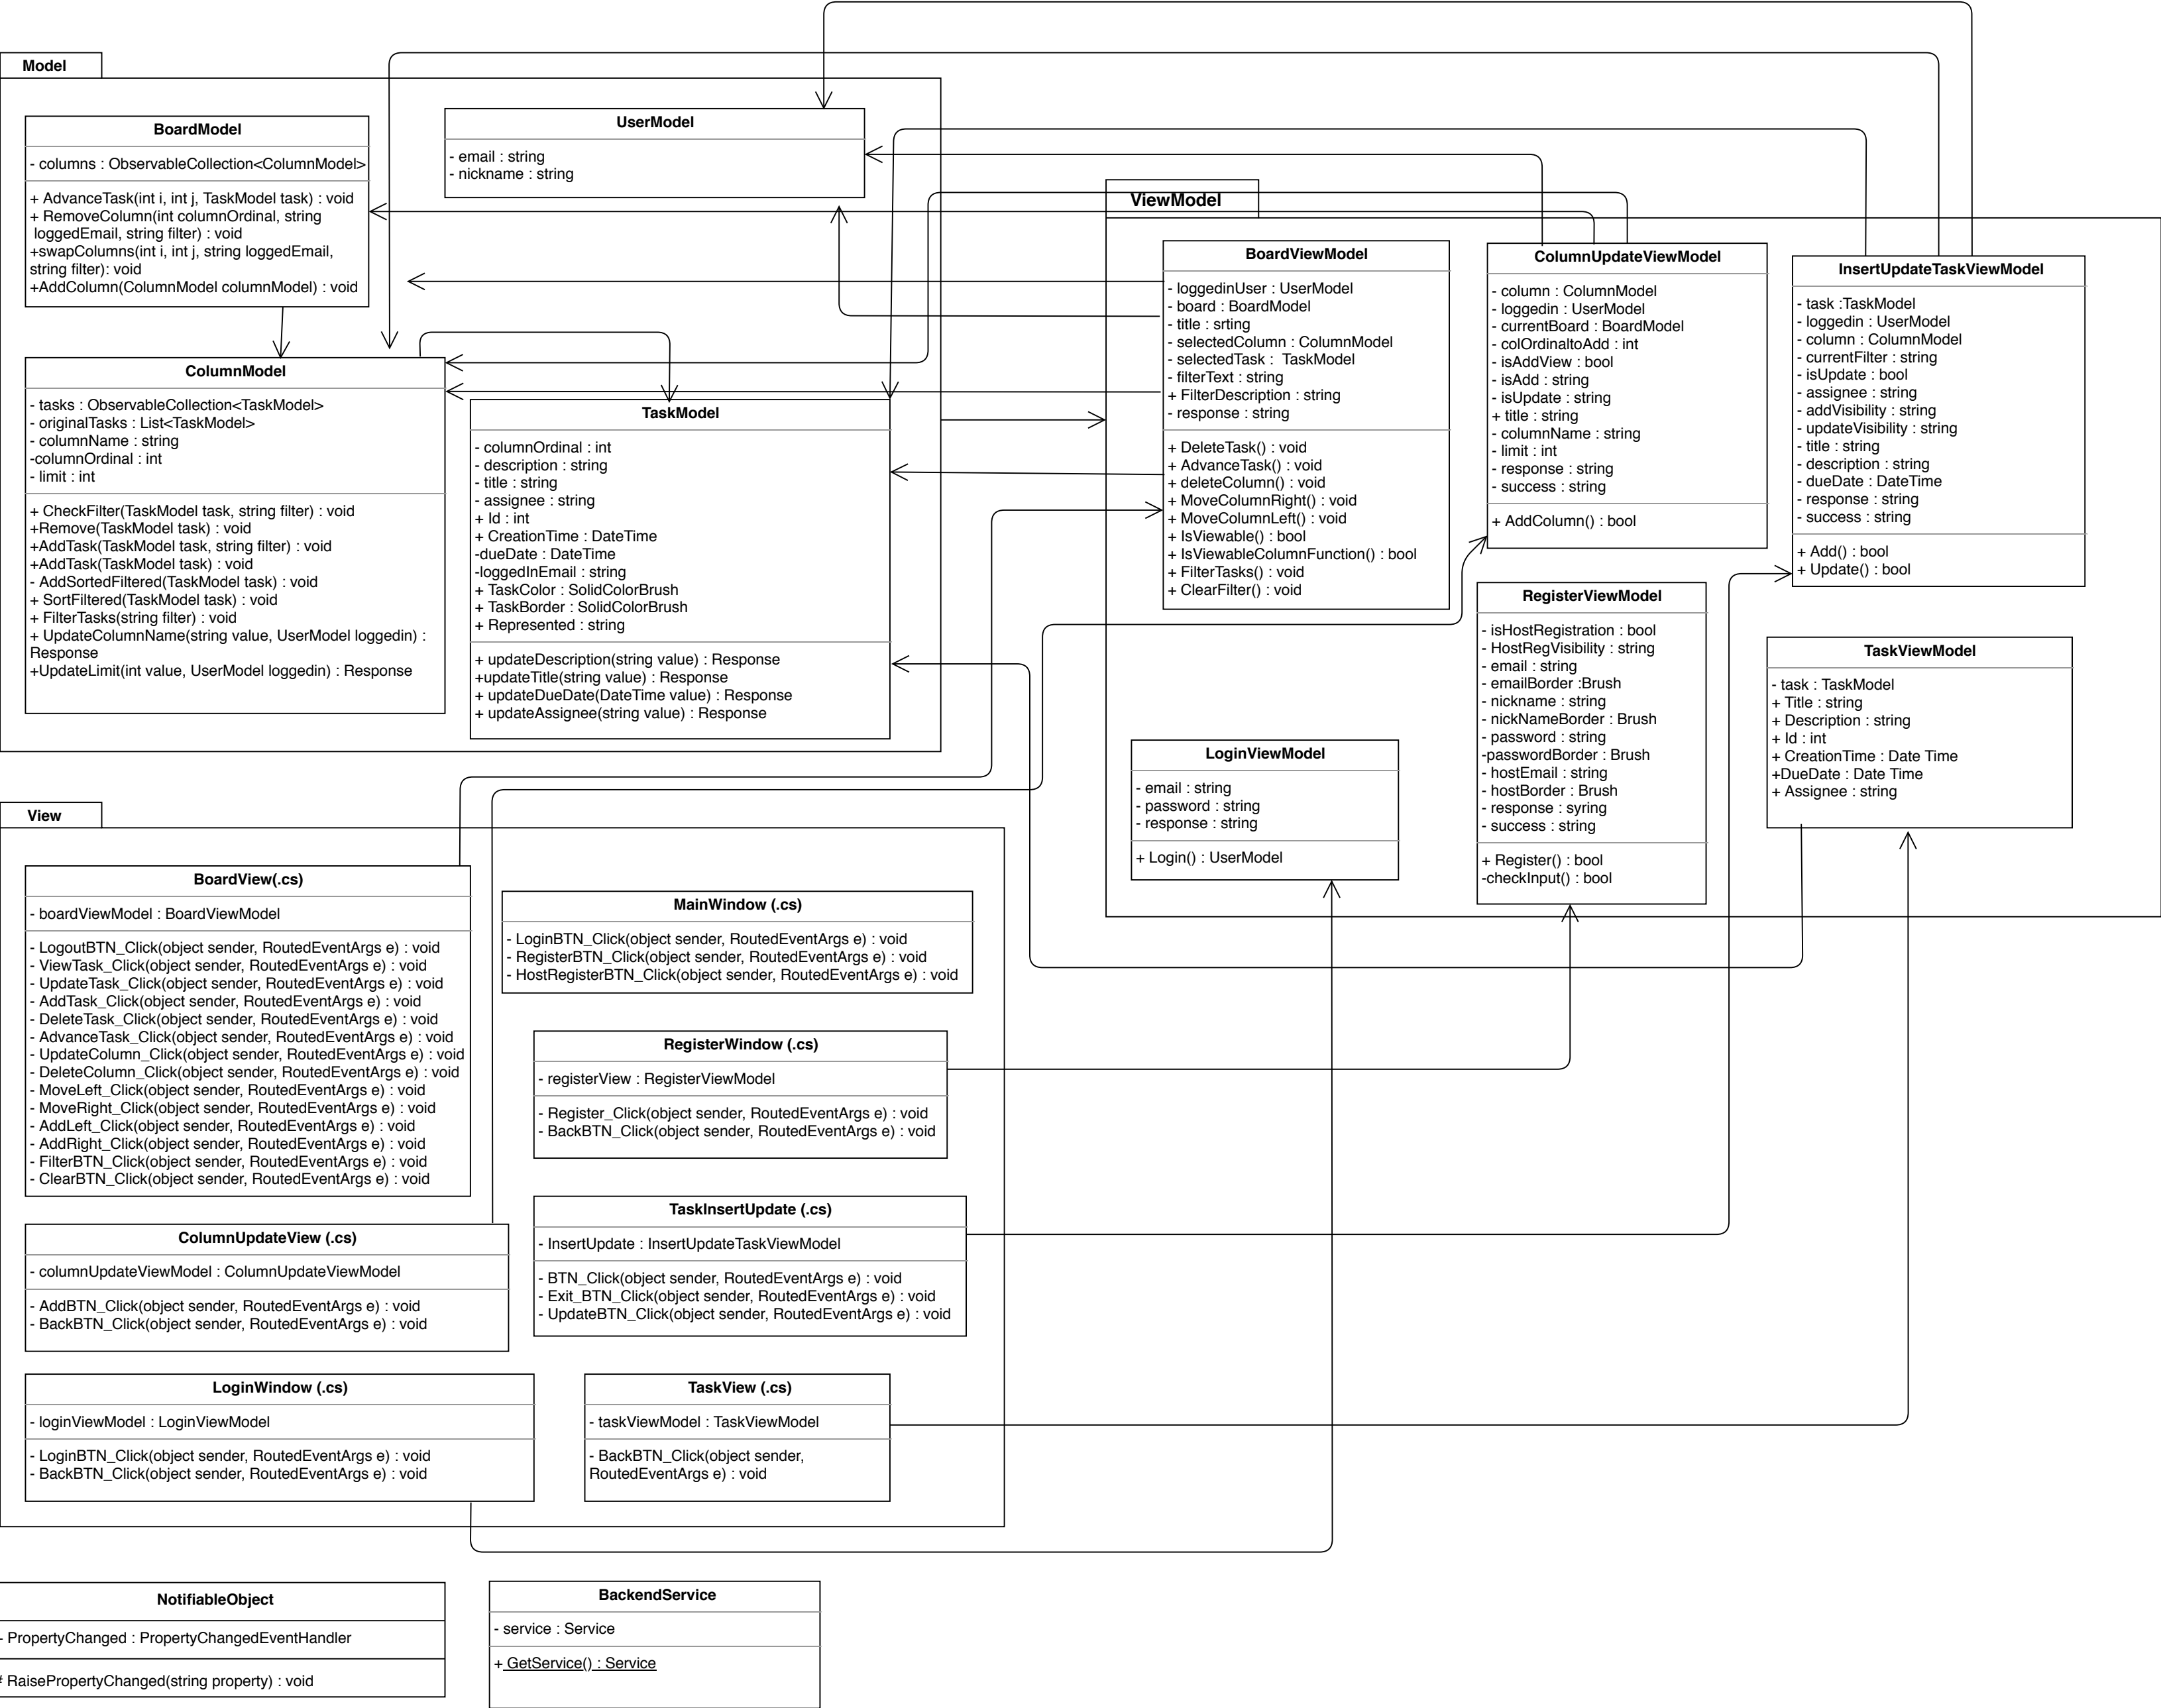 Model
BoardModel
- columns : ObservableCollection<ColumnModel>
+ AdvanceTask(int i, int j, TaskModel task) : void
+ RemoveColumn(int columnOrdinal, string
loggedEmail, string filter) : void
+swapColumns(int i, int j, string loggedEmail,
string filter): void
+AddColumn(ColumnModel columnModel) : void
UserModel
- email : string
- nickname : string
ColumnModel
- tasks : ObservableCollection<TaskModel>
- originalTasks : List<TaskModel>
- columnName : string
-columnOrdinal : int
- limit : int
+ CheckFilter(TaskModel task, string filter) : void
+Remove(TaskModel task) : void
+AddTask(TaskModel task, string filter) : void
+AddTask(TaskModel task) : void
- AddSortedFiltered(TaskModel task) : void
+ SortFiltered(TaskModel task) : void
+ FilterTasks(string filter) : void
+ UpdateColumnName(string value, UserModel loggedin) :
Response
+UpdateLimit(int value, UserModel loggedin) : Response
TaskModel
- columnOrdinal : int
- description : string
- title : string
- assignee : string
+ Id : int
+ CreationTime : DateTime
-dueDate : DateTime
-loggedInEmail : string
+ TaskColor : SolidColorBrush
+ TaskBorder : SolidColorBrush
+ Represented : string
+ updateDescription(string value) : Response
+updateTitle(string value) : Response
+ updateDueDate(DateTime value) : Response
+ updateAssignee(string value) : Response
ViewModel
BoardViewModel
- loggedinUser : UserModel
- board : BoardModel
- title : srting
- selectedColumn : ColumnModel
- selectedTask : TaskModel
- filterText : string
+ FilterDescription : string
- response : string
+ DeleteTask() : void
+ AdvanceTask() : void
+ deleteColumn() : void
+ MoveColumnRight() : void
+ MoveColumnLeft() : void
+ IsViewable() : bool
+ IsViewableColumnFunction() : bool
+ FilterTasks() : void
+ ClearFilter() : void
ColumnUpdateViewModel
- column : ColumnModel
- loggedin : UserModel
- currentBoard : BoardModel
- colOrdinaltoAdd : int
- isAddView : bool
- isAdd : string
- isUpdate : string
+ title : string
- columnName : string
- limit : int
- response : string
- success : string
+ AddColumn() : bool
InsertUpdateTaskViewModel
- task :TaskModel
- loggedin : UserModel
- column : ColumnModel
- currentFilter : string
- isUpdate : bool
- assignee : string
- addVisibility : string
- updateVisibility : string
- title : string
- description : string
- dueDate : DateTime
- response : string
- success : string
+ Add() : bool
+ Update() : bool
RegisterViewModel
- isHostRegistration : bool
- HostRegVisibility : string
- email : string
- emailBorder :Brush
- nickname : string
- nickNameBorder : Brush
- password : string
-passwordBorder : Brush
- hostEmail : string
- hostBorder : Brush
- response : syring
- success : string
+ Register() : bool
-checkInput() : bool
TaskViewModel
- task : TaskModel
+ Title : string
+ Description : string
+ Id : int
+ CreationTime : Date Time
+DueDate : Date Time
+ Assignee : string
LoginViewModel
- email : string
- password : string
- response : string
+ Login() : UserModel
View
BoardView(.cs)
- boardViewModel : BoardViewModel
- LogoutBTN_Click(object sender, RoutedEventArgs e) : void
- ViewTask_Click(object sender, RoutedEventArgs e) : void
- UpdateTask_Click(object sender, RoutedEventArgs e) : void
- AddTask_Click(object sender, RoutedEventArgs e) : void
- DeleteTask_Click(object sender, RoutedEventArgs e) : void
- AdvanceTask_Click(object sender, RoutedEventArgs e) : void
- UpdateColumn_Click(object sender, RoutedEventArgs e) : void
- DeleteColumn_Click(object sender, RoutedEventArgs e) : void
- MoveLeft_Click(object sender, RoutedEventArgs e) : void
- MoveRight_Click(object sender, RoutedEventArgs e) : void
- AddLeft_Click(object sender, RoutedEventArgs e) : void
- AddRight_Click(object sender, RoutedEventArgs e) : void
- FilterBTN_Click(object sender, RoutedEventArgs e) : void
- ClearBTN_Click(object sender, RoutedEventArgs e) : void
MainWindow (.cs)
- LoginBTN_Click(object sender, RoutedEventArgs e) : void
- RegisterBTN_Click(object sender, RoutedEventArgs e) : void
- HostRegisterBTN_Click(object sender, RoutedEventArgs e) : void
RegisterWindow (.cs)
- registerView : RegisterViewModel
- Register_Click(object sender, RoutedEventArgs e) : void
- BackBTN_Click(object sender, RoutedEventArgs e) : void
ColumnUpdateView (.cs)
- columnUpdateViewModel : ColumnUpdateViewModel
- AddBTN_Click(object sender, RoutedEventArgs e) : void
- BackBTN_Click(object sender, RoutedEventArgs e) : void
TaskInsertUpdate (.cs)
- InsertUpdate : InsertUpdateTaskViewModel
- BTN_Click(object sender, RoutedEventArgs e) : void
- Exit_BTN_Click(object sender, RoutedEventArgs e) : void
- UpdateBTN_Click(object sender, RoutedEventArgs e) : void
LoginWindow (.cs)
- loginViewModel : LoginViewModel
- LoginBTN_Click(object sender, RoutedEventArgs e) : void
- BackBTN_Click(object sender, RoutedEventArgs e) : void
TaskView (.cs)
- taskViewModel : TaskViewModel
- BackBTN_Click(object sender,
RoutedEventArgs e) : void
NotifiableObject
- PropertyChanged : PropertyChangedEventHandler
# RaisePropertyChanged(string property) : void
BackendService
- service : Service
+ GetService() : Service